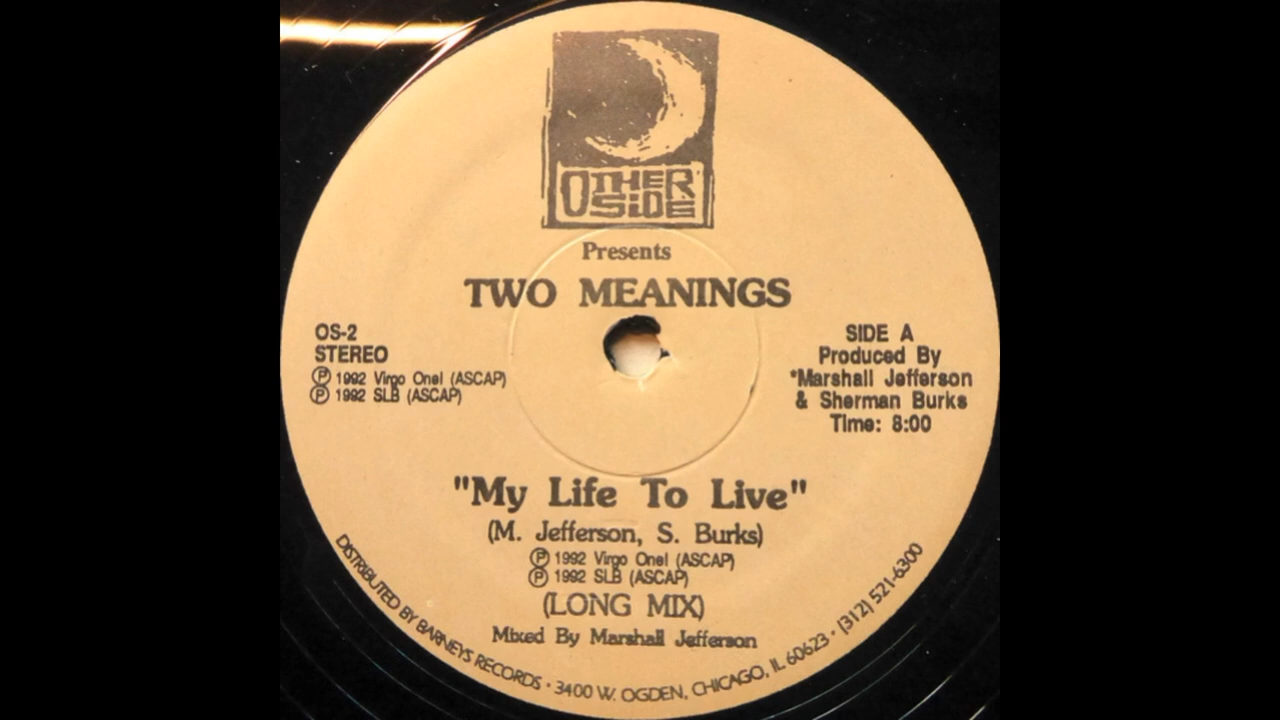 OTHER
SIDE
Presents
TWO MEANINGS
OS-2
STEREO
Ⓟ 1992 Virgo One! (ASCAP)
Ⓟ 1992 SLB (ASCAP)
SIDE A
Produced By
*Marshall Jefferson
& Sherman Burks
Time: 8:00
"My Life To Live"
(M. Jefferson, S. Burks)
Ⓟ 1992 Virgo One! (ASCAP)
Ⓟ 1992 SLB (ASCAP)
(LONG MIX)
Mixed By Marshall Jefferson
DISTRIBUTED BY BARNEYS RECORDS • 3400 W. OGDEN, CHICAGO, IL 60623 • (312) 521-6300